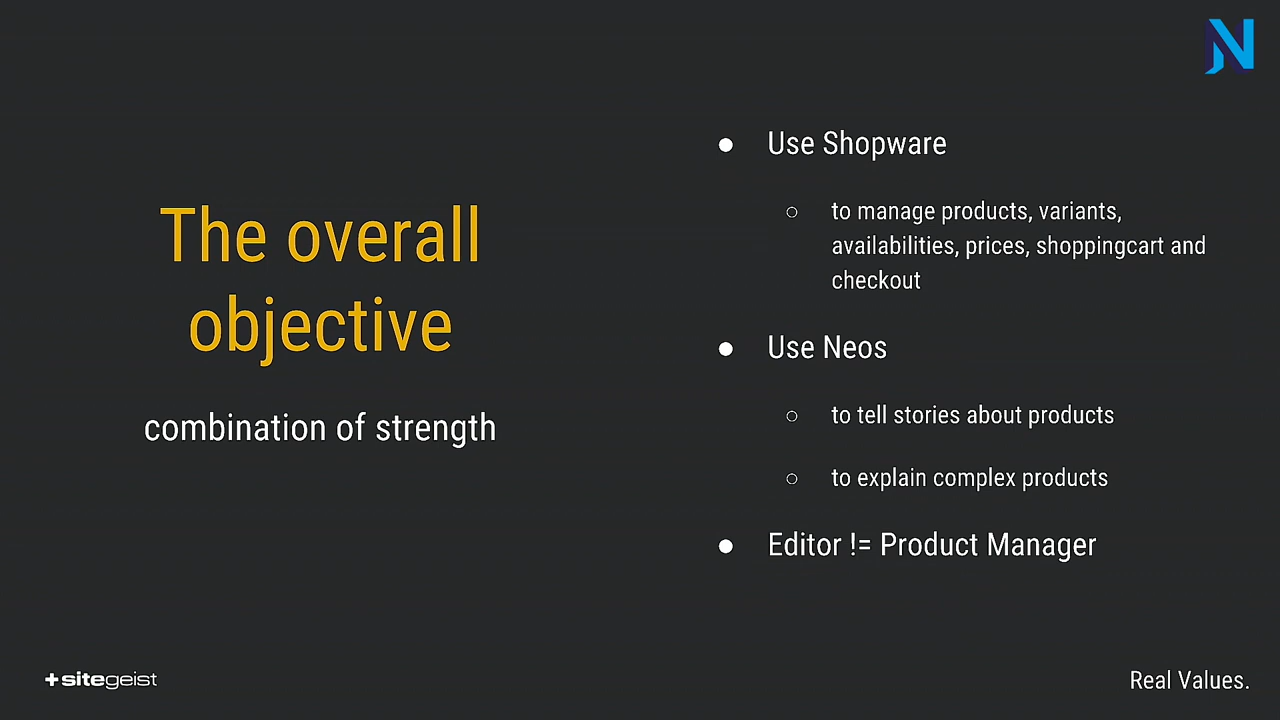 The overall
objective
combination of strength
● Use Shopware
○ to manage products, variants,
availabilities, prices, shoppingcart and
checkout
● Use Neos
○ to tell stories about products
○ to explain complex products
● Editor != Product Manager
+sitegeist
Real Values.